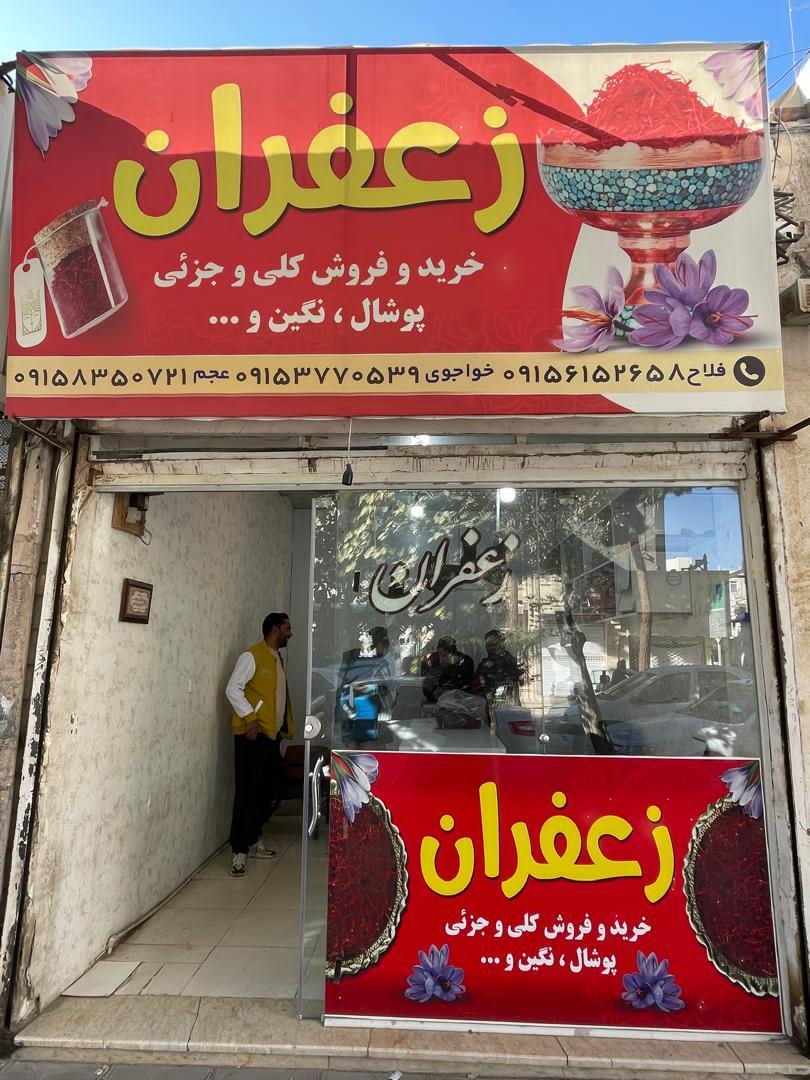 زعفران
خرید و فروش کلی و جزئی
پوشال ، نگین و ...
فلاح ۰۹۱۵۶۱۵۲۶۵۸ خواجوی ۰۹۱۵۳۷۷۰۵۳۹ عجم ۰۹۱۵۸۳۵۰۷۲۱
زعفران
زعفران
خرید و فروش کلی و جزئی
پوشال ، نگین و ...